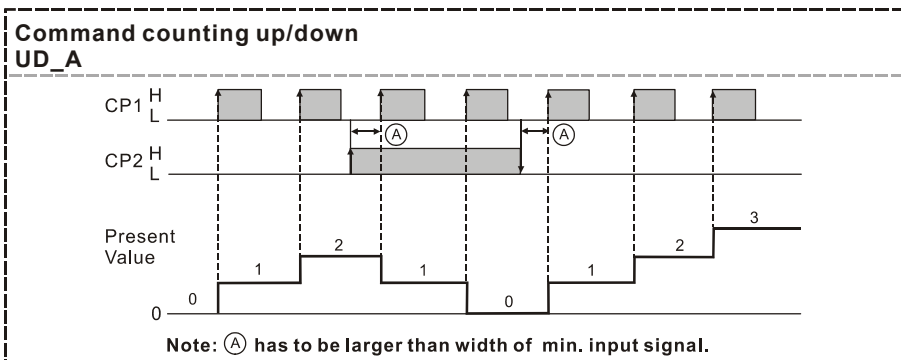 Command counting up/down
UD_A
CP1 H
L
A
A
CP2 H
L
Present
Value
0
1
2
1
0
1
2
3
0
Note: A has to be larger than width of min. input signal.